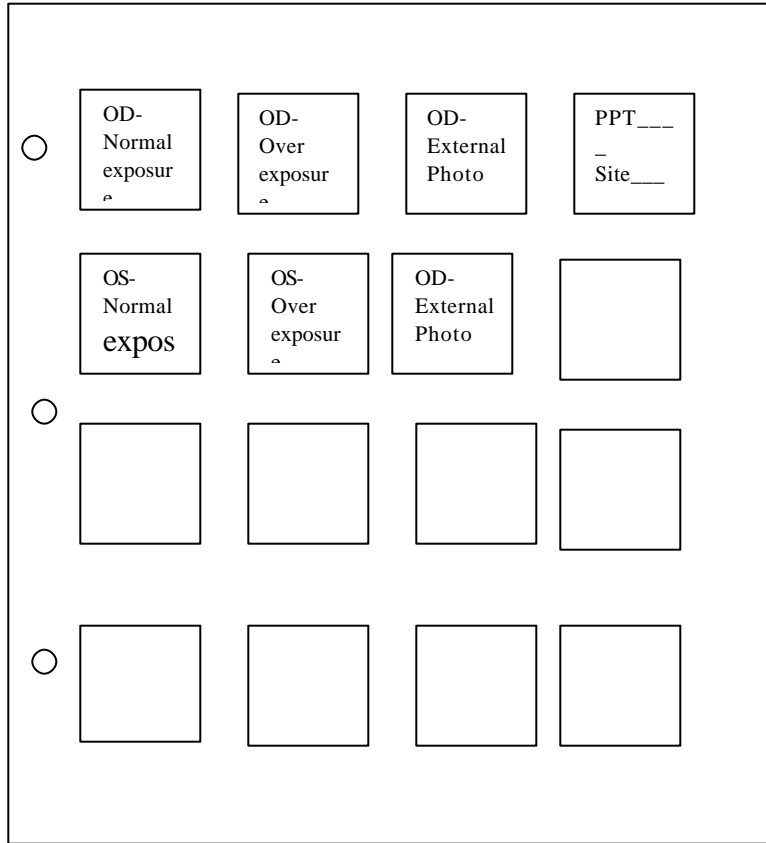 OD-
Normal
exposur
e
OD-
Over
exposur
e
OD-
External
Photo
PPT___
_
Site___
OS-
Normal
expos
OS-
Over
exposur
e
OD-
External
Photo